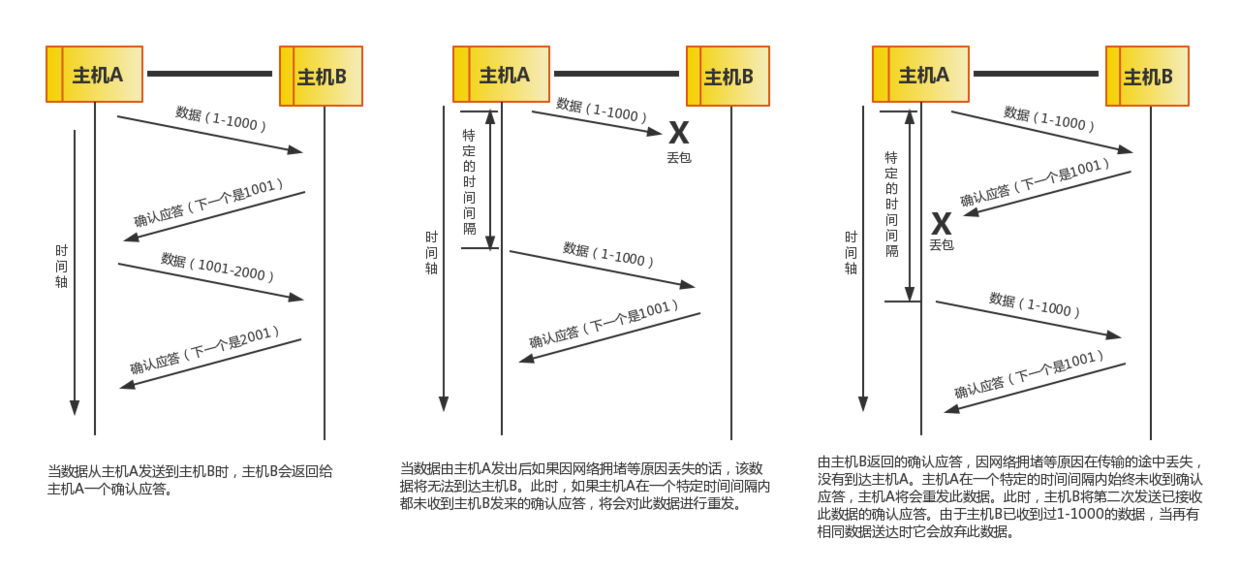 主机A
主机B
数据（1-1000）
确认应答（下一个是1001）
数据（1001-2000）
确认应答（下一个是2001）
时间轴
当数据从主机A发送到主机B时，主机B会返回给
主机A一个确认应答。
主机A
主机B
数据（1-1000）
X
丢包
特定的时间间隔
数据（1-1000）
确认应答（下一个是1001）
时间轴
当数据由主机A发出后如果因网络拥堵等原因丢失的话，该数
据将无法到达主机B。此时，如果主机A在一个特定时间间隔内
都未收到主机B发来的确认应答，将会对此数据进行重发。
主机A
主机B
数据（1-1000）
确认应答（下一个是1001）
X
丢包
特定的时间间隔
数据（1-1000）
确认应答（下一个是1001）
时间轴
由主机B返回的确认应答，因网络拥堵等原因在传输的途中丢失，
没有到达主机A。主机A在一个特定的时间间隔内始终未收到确认
应答，主机A将会重发此数据。此时，主机B将第二次发送已接收
此数据的确认应答。由于主机B已收到过1-1000的数据，当再有
相同数据送达时它会放弃此数据。